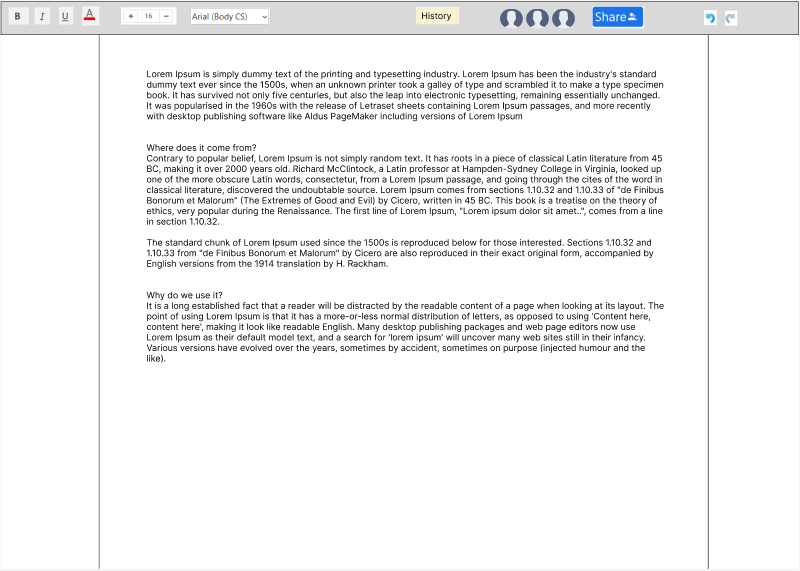 B I U A + 16 − Arial (Body CS) History Share
Lorem Ipsum is simply dummy text of the printing and typesetting industry. Lorem Ipsum has been the industry's standard
dummy text ever since the 1500s, when an unknown printer took a galley of type and scrambled it to make a type specimen
book. It has survived not only five centuries, but also the leap into electronic typesetting, remaining essentially unchanged.
It was popularised in the 1960s with the release of Letraset sheets containing Lorem Ipsum passages, and more recently
with desktop publishing software like Aldus PageMaker including versions of Lorem Ipsum
Where does it come from?
Contrary to popular belief, Lorem Ipsum is not simply random text. It has roots in a piece of classical Latin literature from 45
BC, making it over 2000 years old. Richard McClintock, a Latin professor at Hampden-Sydney College in Virginia, looked up
one of the more obscure Latin words, consectetur, from a Lorem Ipsum passage, and going through the cites of the word in
classical literature, discovered the undoubtable source. Lorem Ipsum comes from sections 1.10.32 and 1.10.33 of "de Finibus
Bonorum et Malorum" (The Extremes of Good and Evil) by Cicero, written in 45 BC. This book is a treatise on the theory of
ethics, very popular during the Renaissance. The first line of Lorem Ipsum, "Lorem ipsum dolor sit amet..", comes from a line
in section 1.10.32.
The standard chunk of Lorem Ipsum used since the 1500s is reproduced below for those interested. Sections 1.10.32 and
1.10.33 from "de Finibus Bonorum et Malorum" by Cicero are also reproduced in their exact original form, accompanied by
English versions from the 1914 translation by H. Rackham.
Why do we use it?
It is a long established fact that a reader will be distracted by the readable content of a page when looking at its layout. The
point of using Lorem Ipsum is that it has a more-or-less normal distribution of letters, as opposed to using 'Content here,
content here', making it look like readable English. Many desktop publishing packages and web page editors now use
Lorem Ipsum as their default model text, and a search for 'lorem ipsum' will uncover many web sites still in their infancy.
Various versions have evolved over the years, sometimes by accident, sometimes on purpose (injected humour and the
like).